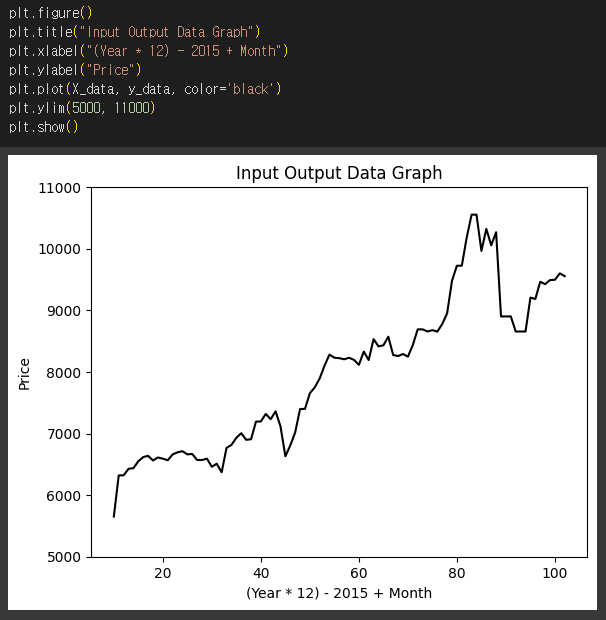 plt.figure()
plt.title("Input Output Data Graph")
plt.xlabel("(Year * 12) - 2015 + Month")
plt.ylabel("Price")
plt.plot(X_data, y_data, color='black')
plt.ylim(5000, 11000)
plt.show()
Input Output Data Graph
11000
10000
9000
8000
7000
6000
5000
Price
20 40 60 80 100
(Year * 12) - 2015 + Month